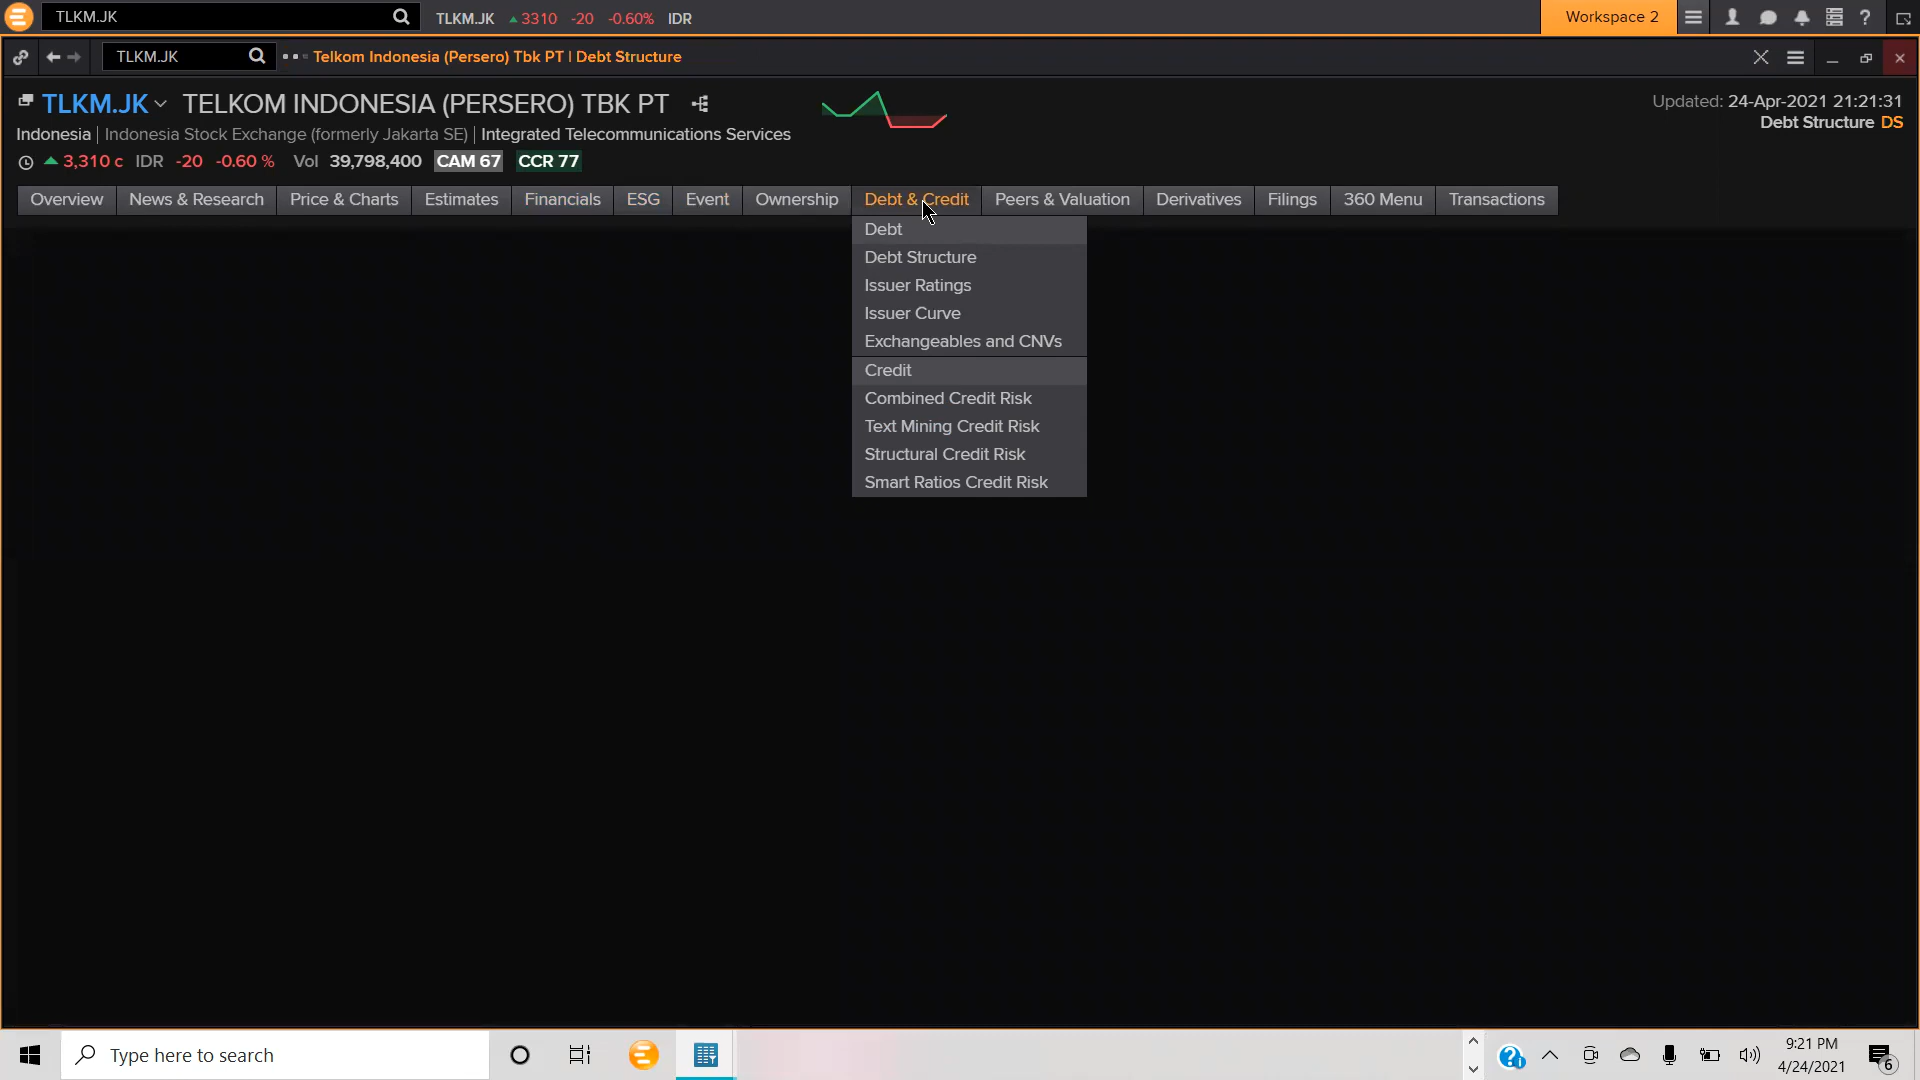 TLKM.JK TLKM.JK 3310 -20 -0.60% IDR Workspace 2 ?
TLKM.JK Telkom Indonesia (Persero) Tbk PT | Debt Structure
TLKM.JK TELKOM INDONESIA (PERSERO) TBK PT Updated: 24-Apr-2021 21:21:31
Debt Structure DS
Indonesia | Indonesia Stock Exchange (formerly Jakarta SE) | Integrated Telecommunications Services
3,310 c IDR -20 -0.60 % Vol 39,798,400 CAM 67 CCR 77
Overview News & Research Price & Charts Estimates Financials ESG Event Ownership Debt & Credit Peers & Valuation Derivatives Filings 360 Menu Transactions
Debt
Debt Structure
Issuer Ratings
Issuer Curve
Exchangeables and CNVs
Credit
Combined Credit Risk
Text Mining Credit Risk
Structural Credit Risk
Smart Ratios Credit Risk
Type here to search 9:21 PM
4/24/2021 6